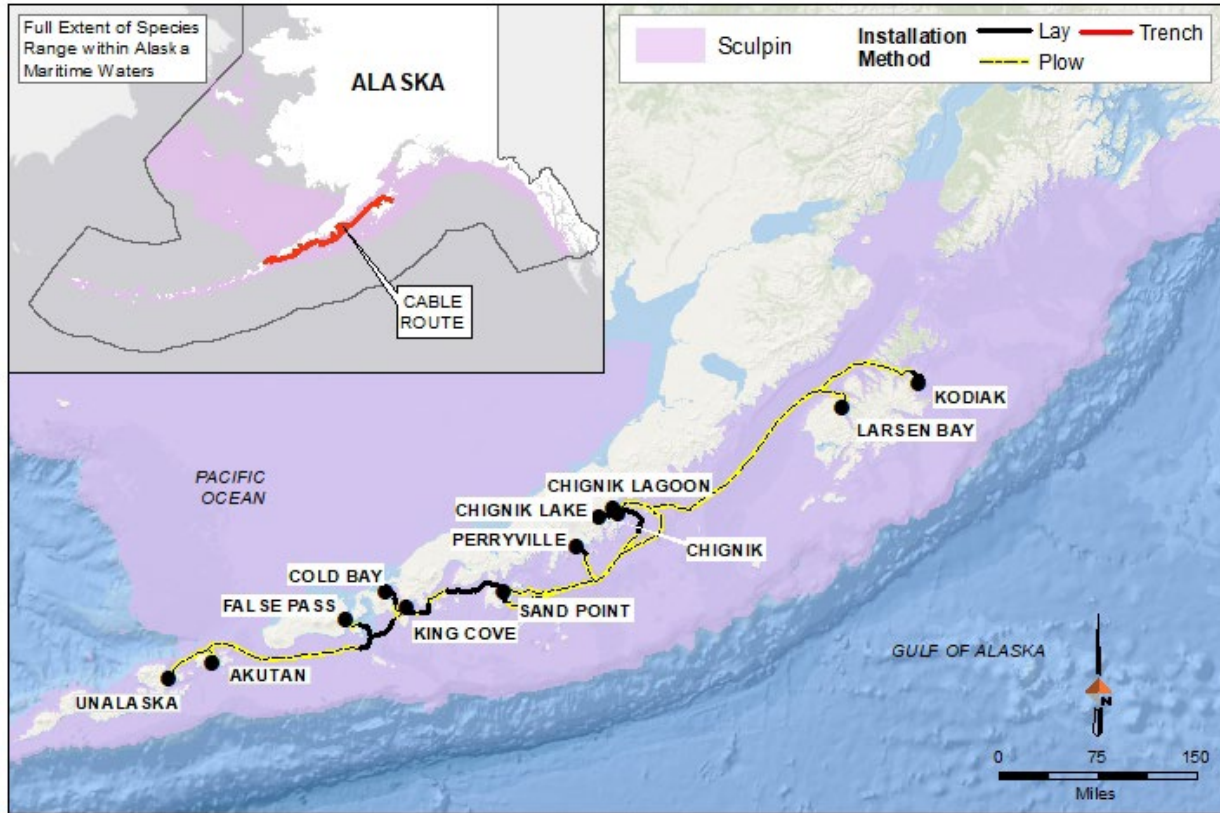 Full Extent of Species
Range within Alaska
Maritime Waters
ALASKA
CABLE
ROUTE
Sculpin
Installation
Method
Lay
Trench
Plow
KODIAK
LARSEN BAY
PACIFIC
OCEAN
CHIGNIK LAGOON
CHIGNIK LAKE
PERRYVILLE
CHIGNIK
COLD BAY
FALSE PASS
SAND POINT
KING COVE
GULF OF ALASKA
AKUTAN
UNALASKA
N
0 75 150
Miles